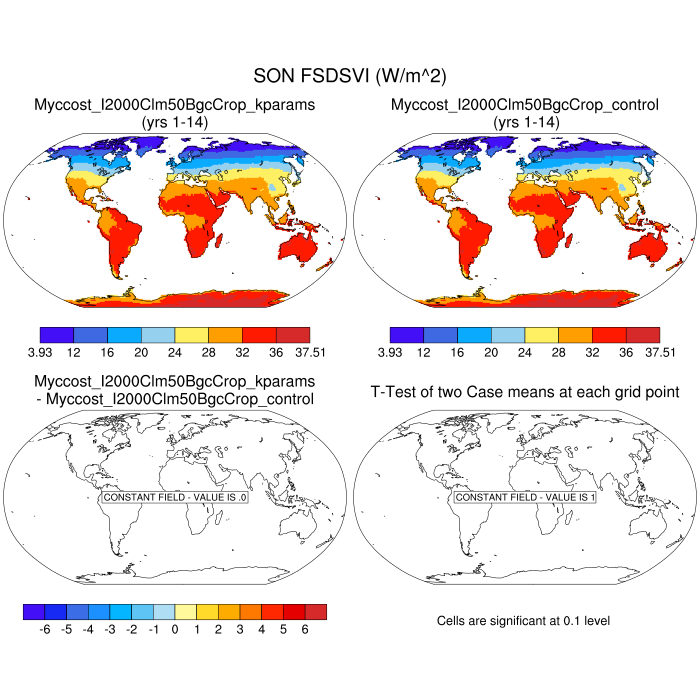 SON FSDSVI (W/m^2)
Myccost_I2000Clm50BgcCrop_kparams
(yrs 1-14)
Myccost_I2000Clm50BgcCrop_control
(yrs 1-14)
3.93 12 16 20 24 28 32 36 37.51
3.93 12 16 20 24 28 32 36 37.51
Myccost_I2000Clm50BgcCrop_kparams
- Myccost_I2000Clm50BgcCrop_control
T-Test of two Case means at each grid point
CONSTANT FIELD - VALUE IS .0
CONSTANT FIELD - VALUE IS 1
-6 -5 -4 -3 -2 -1 0 1 2 3 4 5 6
Cells are significant at 0.1 level